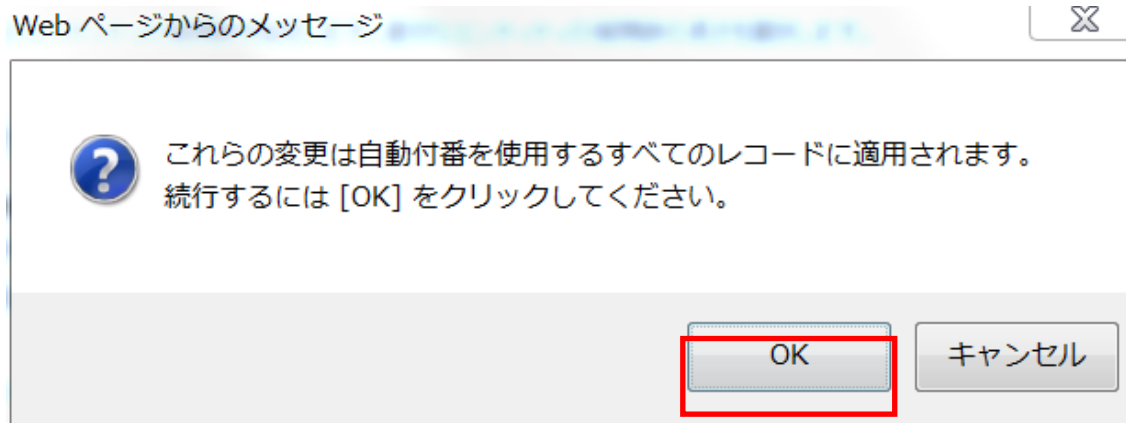 Web ページからのメッセージ
これらの変更は自動付番を使用するすべてのレコードに適用されます。
続行するには [OK] をクリックしてください。
OK
キャンセル